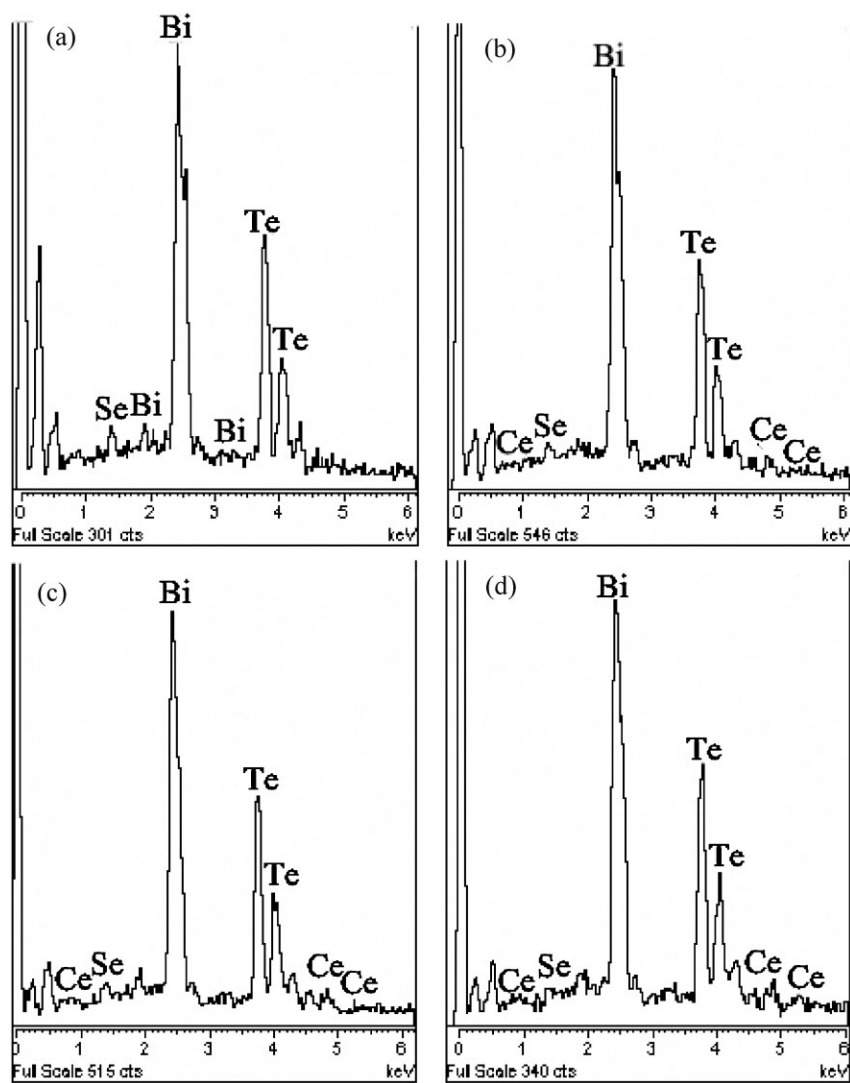 (a)
Bi
Te
Te
Se
Bi
Bi
0 1 2 3 4 5 6
Full Scale 301 cts keV
(b)
Bi
Te
Te
Ce
Se
Ce
Ce
0 1 2 3 4 5 6
Full Scale 546 cts keV
(c)
Bi
Te
Te
Ce
Se
Ce
Ce
0 1 2 3 4 5 6
Full Scale 515 cts keV
(d)
Bi
Te
Te
Ce
Se
Ce
Ce
0 1 2 3 4 5 6
Full Scale 340 cts keV